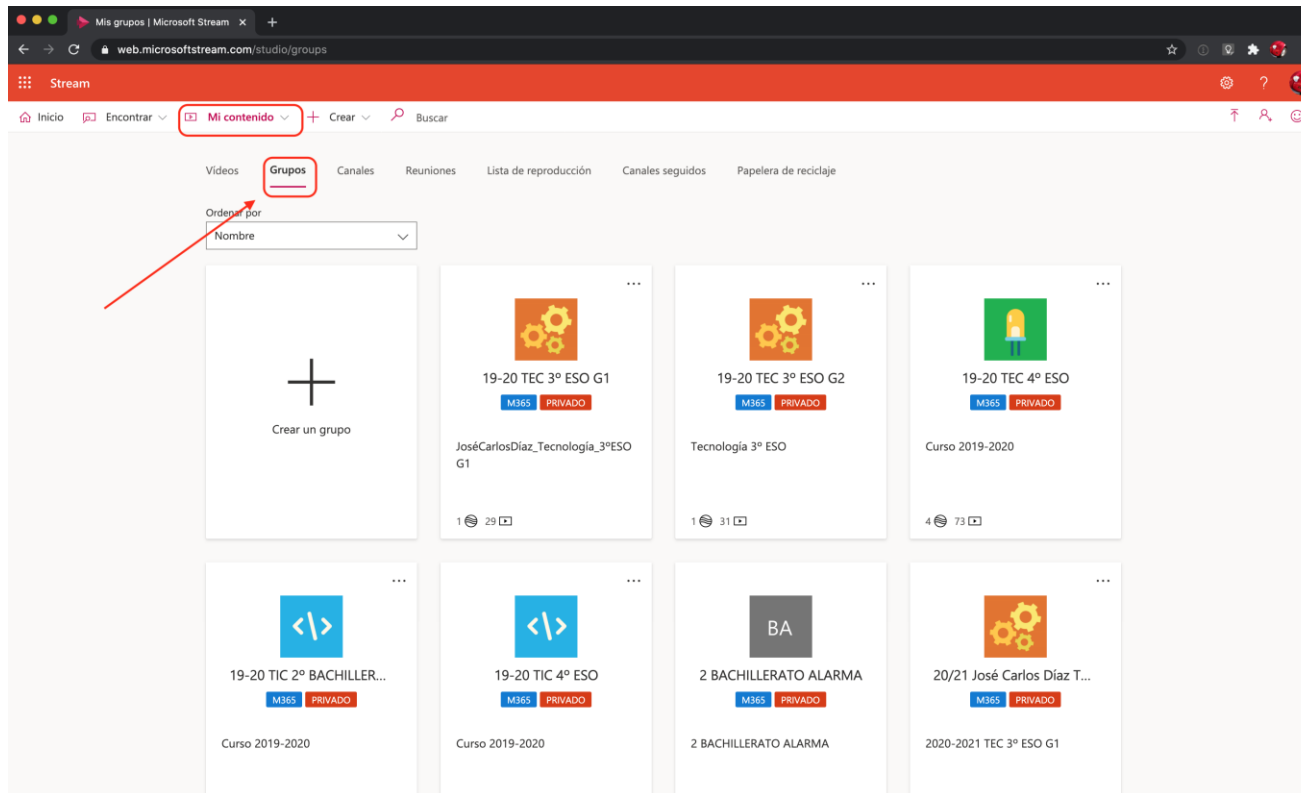 Mis grupos | Microsoft Stream
web.microsoftstream.com/studio/groups
Stream
Inicio Encontrar Mi contenido Crear Buscar
Vídeos Grupos Canales Reuniones Lista de reproducción Canales seguidos Papelera de reciclaje
Ordenar por
Nombre
Crear un grupo
19-20 TEC 3º ESO G1
M365 PRIVADO
JoséCarlosDíaz_Tecnología_3ºESO
G1
1 29
19-20 TEC 3º ESO G2
M365 PRIVADO
Tecnología 3º ESO
1 31
19-20 TEC 4º ESO
M365 PRIVADO
Curso 2019-2020
4 73
19-20 TIC 2º BACHILLER...
M365 PRIVADO
Curso 2019-2020
19-20 TIC 4º ESO
M365 PRIVADO
Curso 2019-2020
BA
2 BACHILLERATO ALARMA
M365 PRIVADO
2 BACHILLERATO ALARMA
20/21 José Carlos Díaz T...
M365 PRIVADO
2020-2021 TEC 3º ESO G1